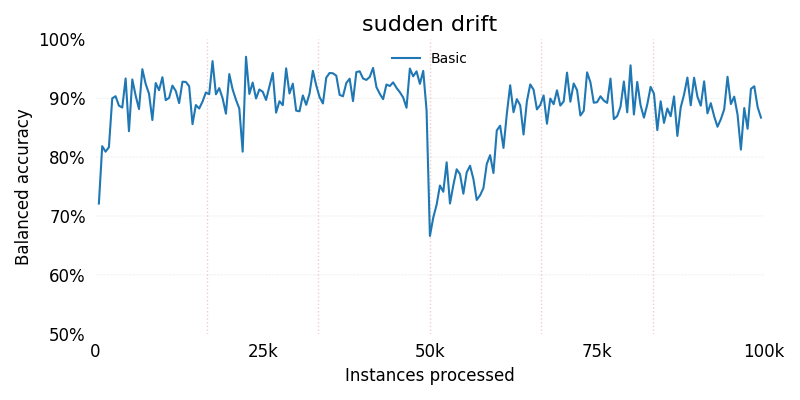 sudden drift
Basic
100%
90%
80%
70%
60%
50%
Balanced accuracy
0 25k 50k 75k 100k
Instances processed